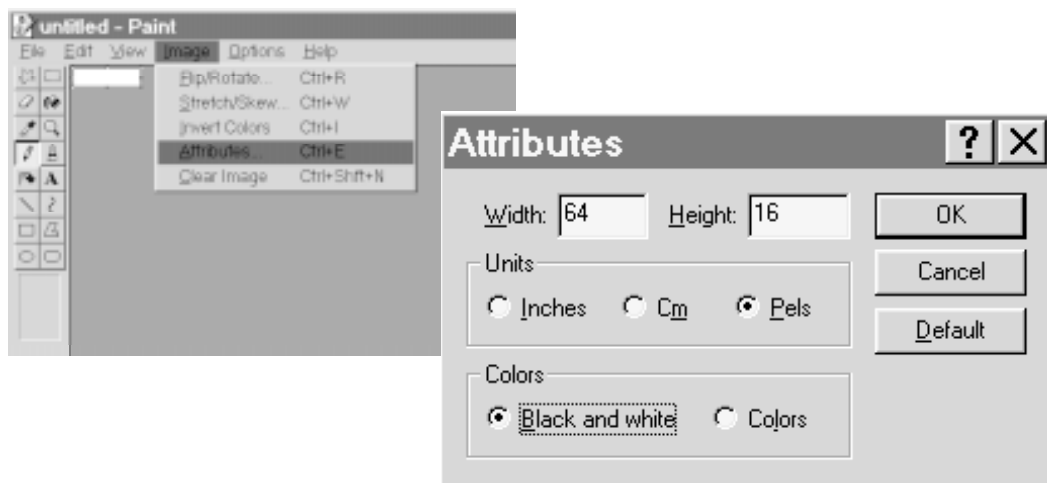 untitled - Paint
File Edit View Image Options Help
Flip/Rotate... Ctrl+R
Stretch/Skew... Ctrl+W
Invert Colors Ctrl+I
Attributes... Ctrl+E
Clear Image Ctrl+Shft+N
A
Attributes ? X
Width: 64 Height: 16 OK
Units
Cancel
Inches Cm Pels
Default
Colors
Black and white Colors